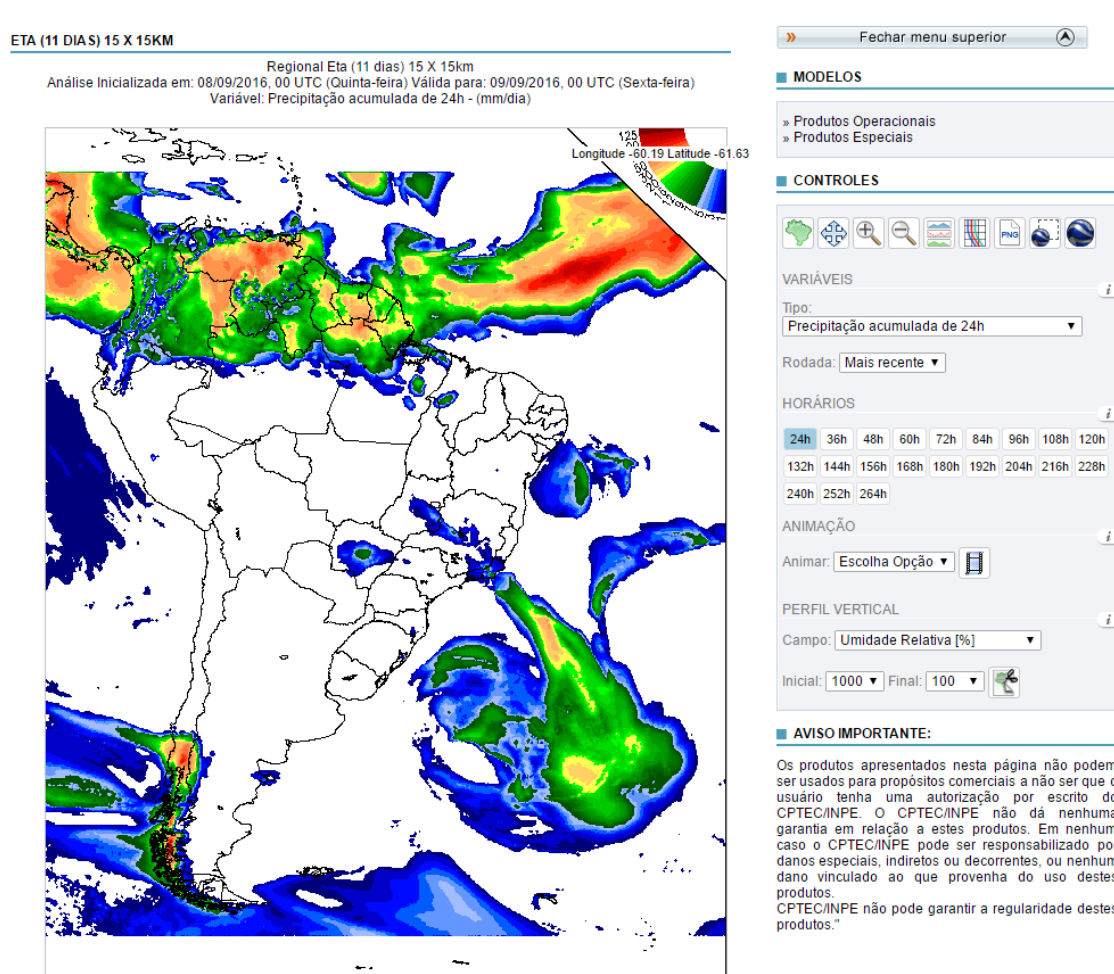 ETA (11 DIAS) 15 X 15KM
Regional Eta (11 dias) 15 X 15km
Análise Inicializada em: 08/09/2016, 00 UTC (Quinta-feira) Válida para: 09/09/2016, 00 UTC (Sexta-feira)
Variável: Precipitação acumulada de 24h - (mm/dia)
125
Longitude -60.19 Latitude -61.63
Fechar menu superior
MODELOS
» Produtos Operacionais
» Produtos Especiais
CONTROLES
PNG
VARIÁVEIS
i
Tipo:
Precipitação acumulada de 24h
Rodada: Mais recente
HORÁRIOS
i
24h 36h 48h 60h 72h 84h 96h 108h 120h
132h 144h 156h 168h 180h 192h 204h 216h 228h
240h 252h 264h
ANIMAÇÃO
i
Animar: Escolha Opção
PERFIL VERTICAL
i
Campo: Umidade Relativa [%]
Inicial: 1000 Final: 100
AVISO IMPORTANTE:
Os produtos apresentados nesta página não podem
ser usados para propósitos comerciais a não ser que o
usuário tenha uma autorização por escrito do
CPTEC/INPE. O CPTEC/INPE não dá nenhuma
garantia em relação a estes produtos. Em nenhum
caso o CPTEC/INPE pode ser responsabilizado por
danos especiais, indiretos ou decorrentes, ou nenhum
dano vinculado ao que provenha do uso destes
produtos.
CPTEC/INPE não pode garantir a regularidade destes
produtos."